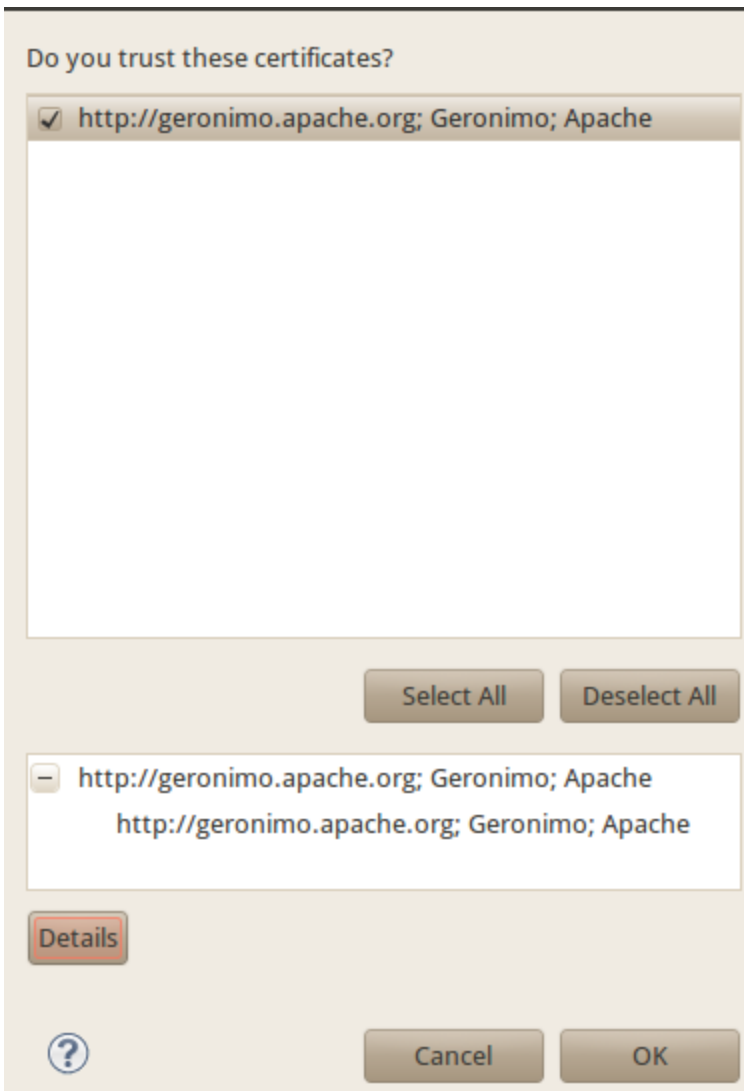 Do you trust these certificates?
http://geronimo.apache.org; Geronimo; Apache
Select All
Deselect All
http://geronimo.apache.org; Geronimo; Apache
http://geronimo.apache.org; Geronimo; Apache
Details
?
Cancel
OK